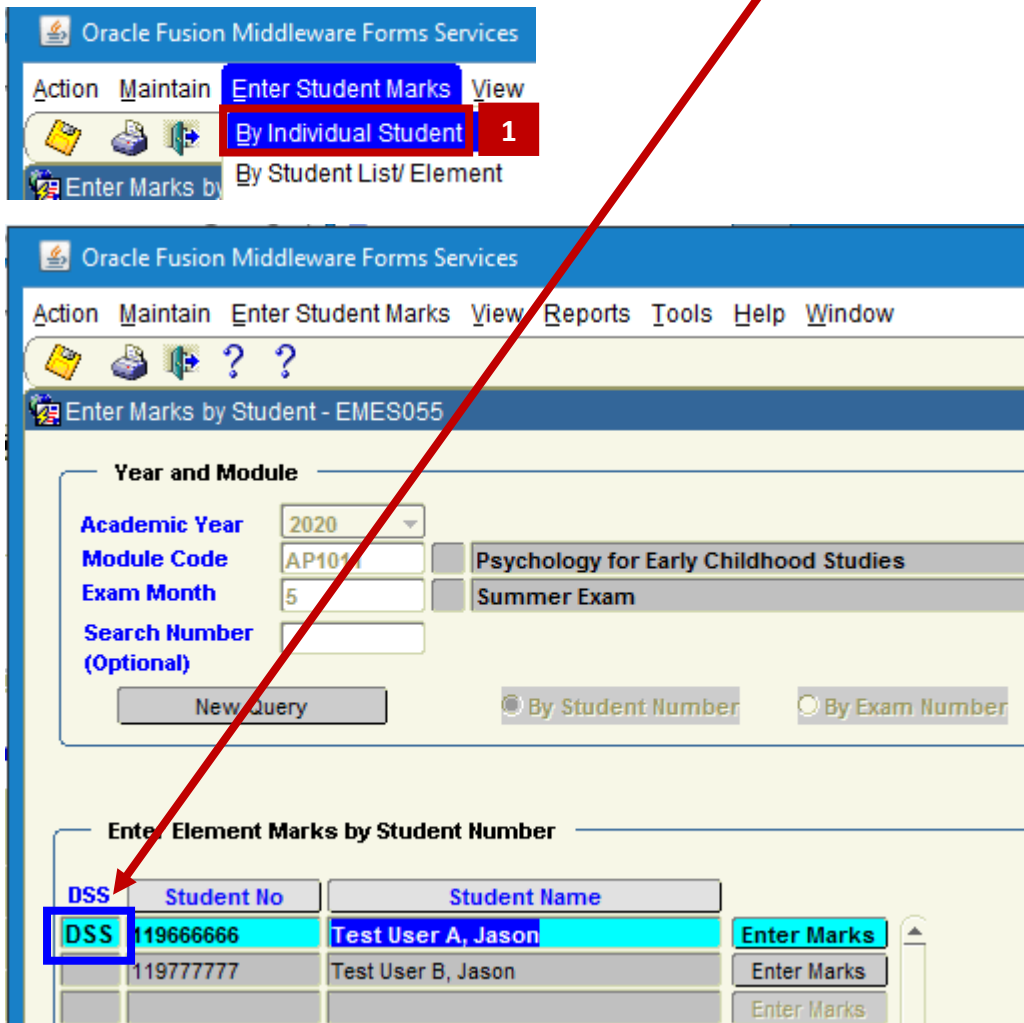 Oracle Fusion Middleware Forms Services
Action Maintain Enter Student Marks View
By Individual Student 1
By Student List/ Element
Enter Marks by
Oracle Fusion Middleware Forms Services
Action Maintain Enter Student Marks View Reports Tools Help Window
? ?
Enter Marks by Student - EMES055
Year and Module
Academic Year 2020
Module Code Psychology for Early Childhood Studies
Exam Month 5 Summer Exam
Search Number
(Optional)
New Query By Student Number By Exam Number
Enter Element Marks by Student Number
DSS Student No Student Name
DSS 119666666 Test User A, Jason Enter Marks
119777777 Test User B, Jason Enter Marks
Enter Marks